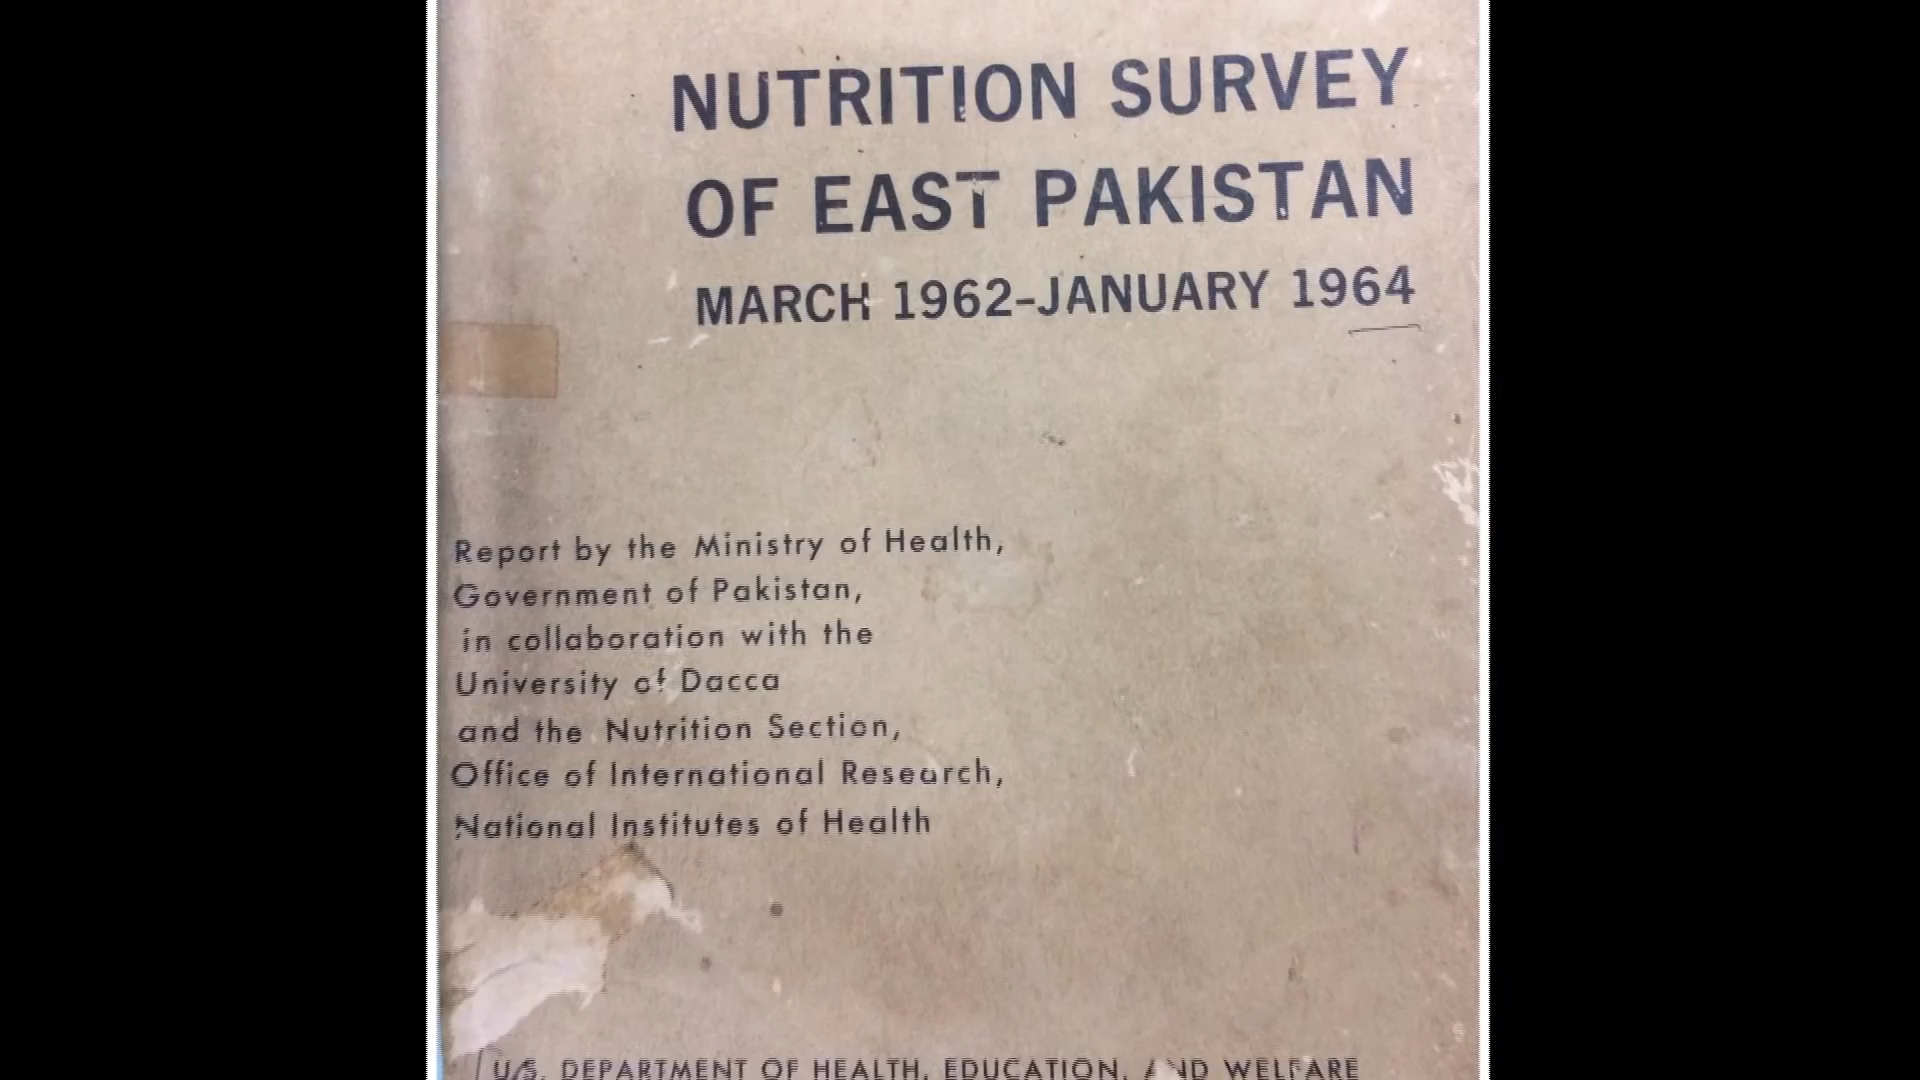 NUTRITION SURVEY
OF EAST PAKISTAN
MARCH 1962-JANUARY 1964
Report by the Ministry of Health,
Government of Pakistan,
in collaboration with the
University of Dacca
and the Nutrition Section,
Office of International Research,
National Institutes of Health
U.S. DEPARTMENT OF HEALTH, EDUCATION, AND WELFARE